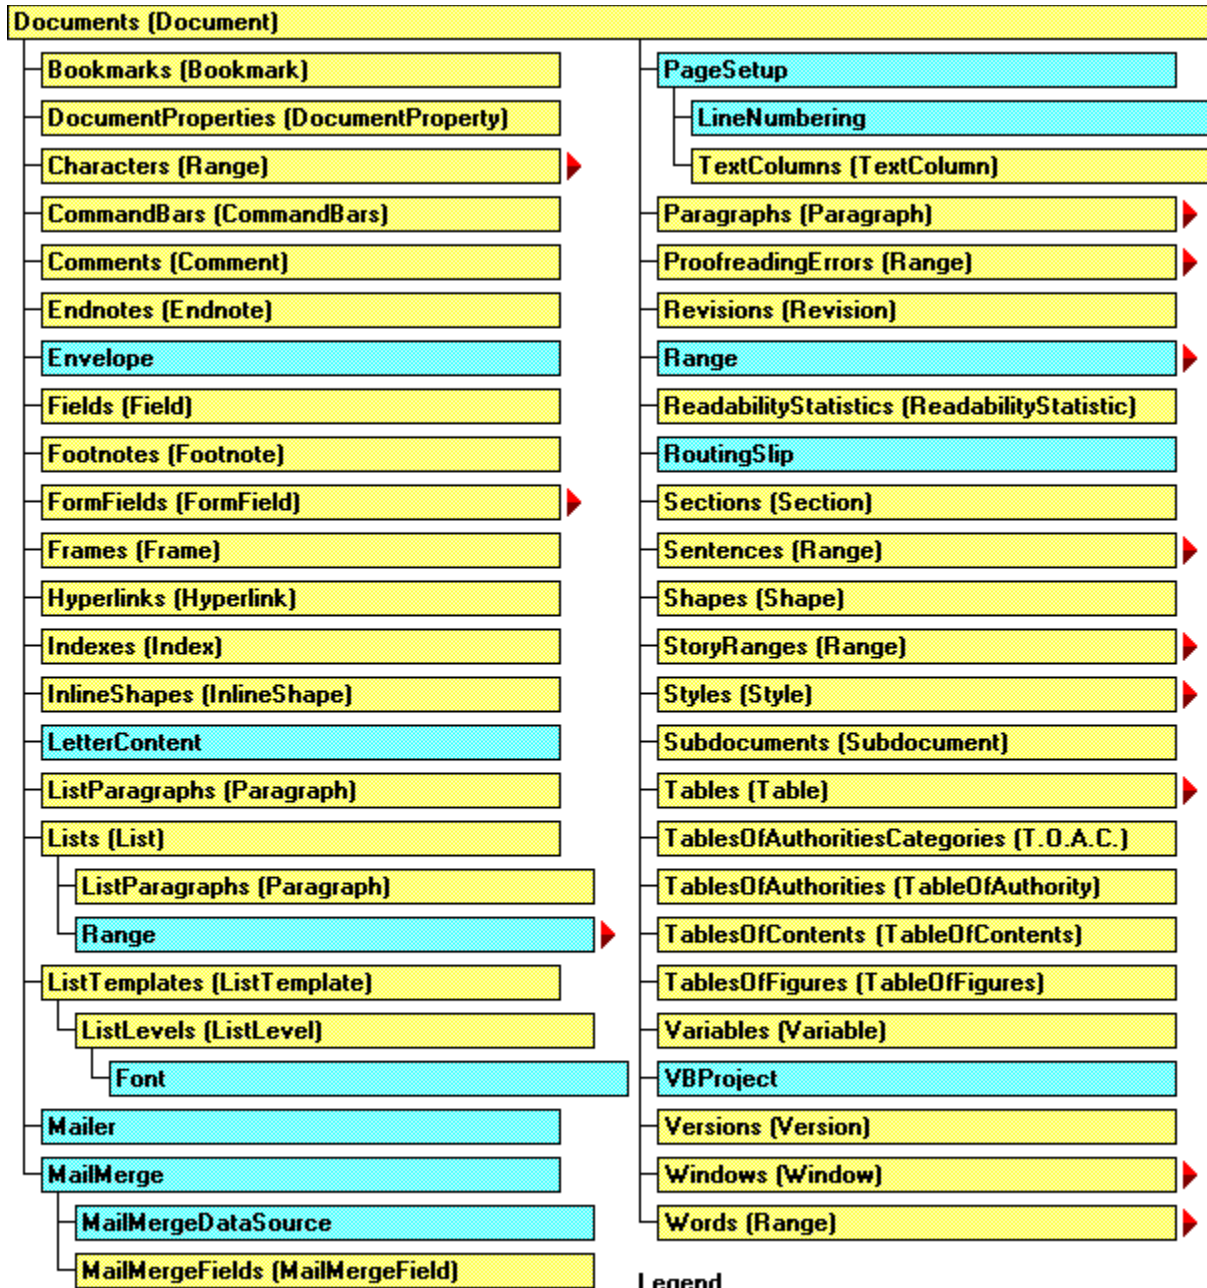 Documents (Document)
Bookmarks (Bookmark)
DocumentProperties (DocumentProperty)
Characters (Range)
CommandBars (CommandBars)
Comments (Comment)
Endnotes (Endnote)
Envelope
Fields (Field)
Footnotes (Footnote)
FormFields (FormField)
Frames (Frame)
Hyperlinks (Hyperlink)
Indexes (Index)
InlineShapes (InlineShape)
LetterContent
ListParagraphs (Paragraph)
Lists (List)
ListParagraphs (Paragraph)
Range
ListTemplates (ListTemplate)
ListLevels (ListLevel)
Font
Mailer
MailMerge
MailMergeDataSource
MailMergeFields (MailMergeField)
PageSetup
LineNumbering
TextColumns (TextColumn)
Paragraphs (Paragraph)
ProofreadingErrors (Range)
Revisions (Revision)
Range
ReadabilityStatistics (ReadabilityStatistic)
RoutingSlip
Sections (Section)
Sentences (Range)
Shapes (Shape)
StoryRanges (Range)
Styles (Style)
Subdocuments (Subdocument)
Tables (Table)
TablesOfAuthoritiesCategories (T.O.A.C.)
TablesOfAuthorities (TableOfAuthority)
TablesOfContents (TableOfContents)
TablesOfFigures (TableOfFigures)
Variables (Variable)
VBProject
Versions (Version)
Windows (Window)
Words (Range)
Legend